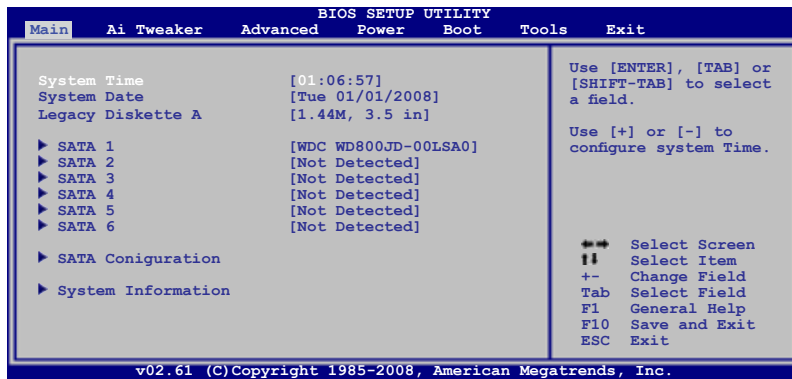 BIOS SETUP UTILITY
Main Ai Tweaker Advanced Power Boot Tools Exit
System Time [01:06:57]
System Date [Tue 01/01/2008]
Legacy Diskette A [1.44M, 3.5 in]
SATA 1 [WDC WD800JD-00LSA0]
SATA 2 [Not Detected]
SATA 3 [Not Detected]
SATA 4 [Not Detected]
SATA 5 [Not Detected]
SATA 6 [Not Detected]
SATA Coniguration
System Information
Use [ENTER], [TAB] or
[SHIFT-TAB] to select
a field.
Use [+] or [-] to
configure system Time.
←→ Select Screen
↑↓ Select Item
+- Change Field
Tab Select Field
F1 General Help
F10 Save and Exit
ESC Exit
v02.61 (C)Copyright 1985-2008, American Megatrends, Inc.